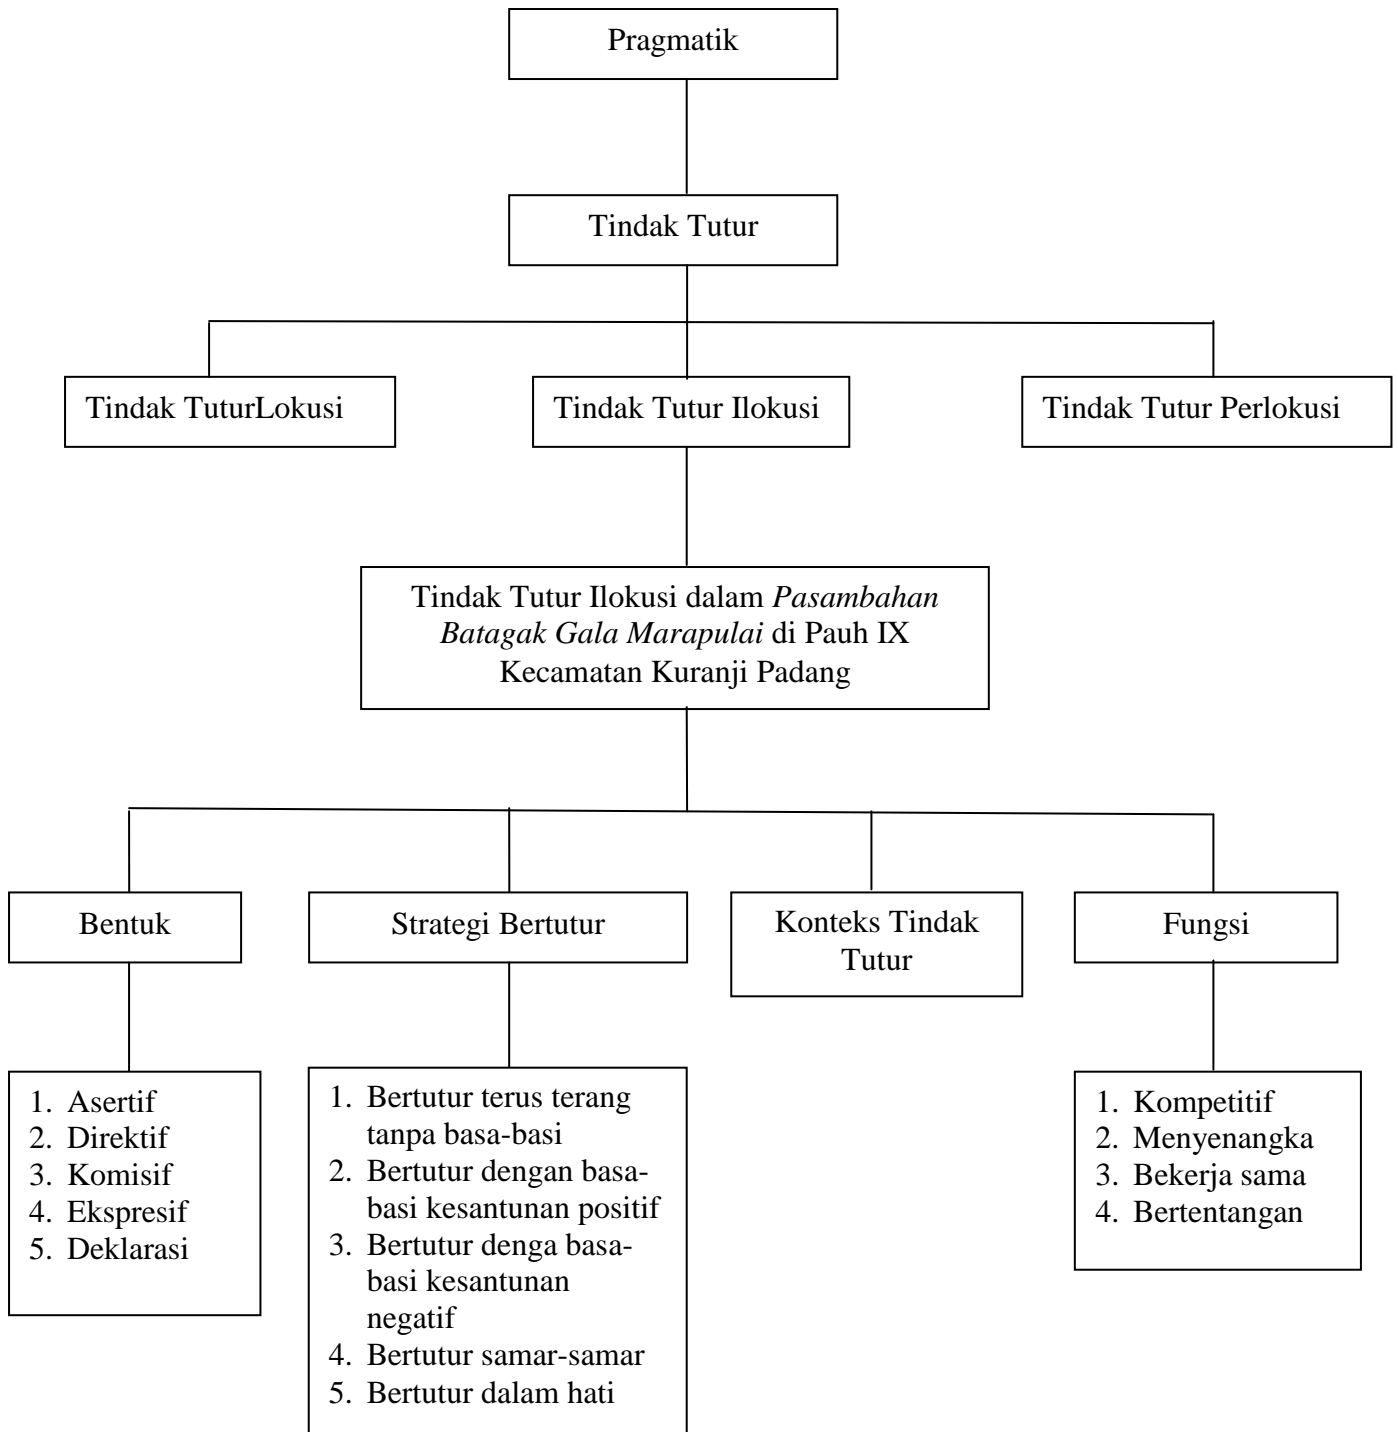 Pragmatik
Tindak Tutur
Tindak TuturLokusi
Tindak Tutur Ilokusi
Tindak Tutur Perlokusi
Tindak Tutur Ilokusi dalam Pasambahan
Batagak Gala Marapulai di Pauh IX
Kecamatan Kuranji Padang
Bentuk
Strategi Bertutur
Konteks Tindak
Tutur
Fungsi
1. Asertif
2. Direktif
3. Komisif
4. Ekspresif
5. Deklarasi
1. Bertutur terus terang
tanpa basa-basi
2. Bertutur dengan basa-
basi kesantunan positif
3. Bertutur denga basa-
basi kesantunan
negatif
4. Bertutur samar-samar
5. Bertutur dalam hati
1. Kompetitif
2. Menyenangka
3. Bekerja sama
4. Bertentangan